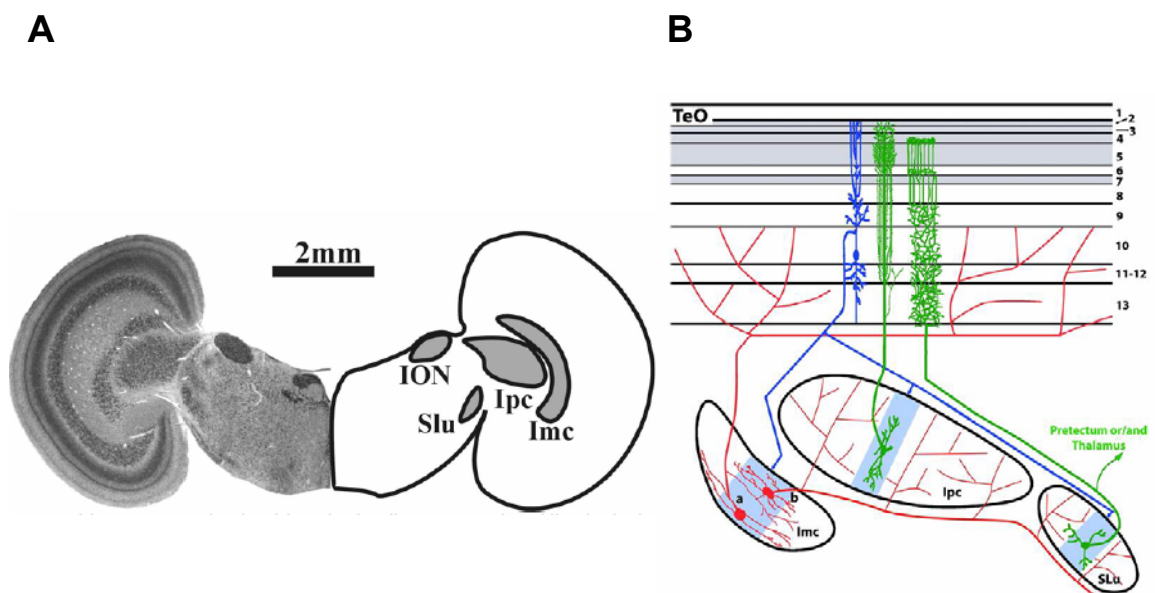 A
2mm
ION
Slu
Ipc
Imc
B
TeO
1
2
3
4
5
6
7
8
9
10
11-12
13
Pretectum or/and
Thalamus
Ipc
a
b
Imc
SLu